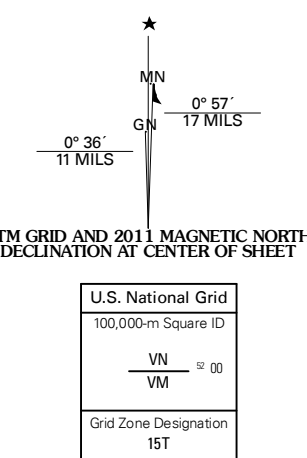 MN
0° 57´
17 MILS
GN
0° 36´
11 MILS
TM GRID AND 2011 MAGNETIC NORTH
DECLINATION AT CENTER OF SHEET
U.S. National Grid
100,000-m Square ID
VN
52 00
VM
Grid Zone Designation
15T